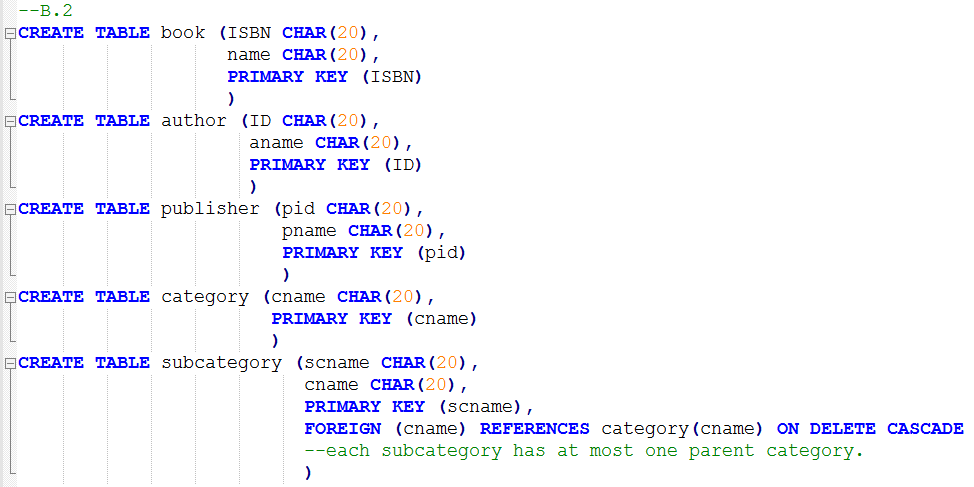 --B.2
CREATE TABLE book (ISBN CHAR(20),
name CHAR(20),
PRIMARY KEY (ISBN)
)
CREATE TABLE author (ID CHAR(20),
aname CHAR(20),
PRIMARY KEY (ID)
)
CREATE TABLE publisher (pid CHAR(20),
pname CHAR(20),
PRIMARY KEY (pid)
)
CREATE TABLE category (cname CHAR(20),
PRIMARY KEY (cname)
)
CREATE TABLE subcategory (scname CHAR(20),
cname CHAR(20),
PRIMARY KEY (scname),
FOREIGN (cname) REFERENCES category(cname) ON DELETE CASCADE
--each subcategory has at most one parent category.
)